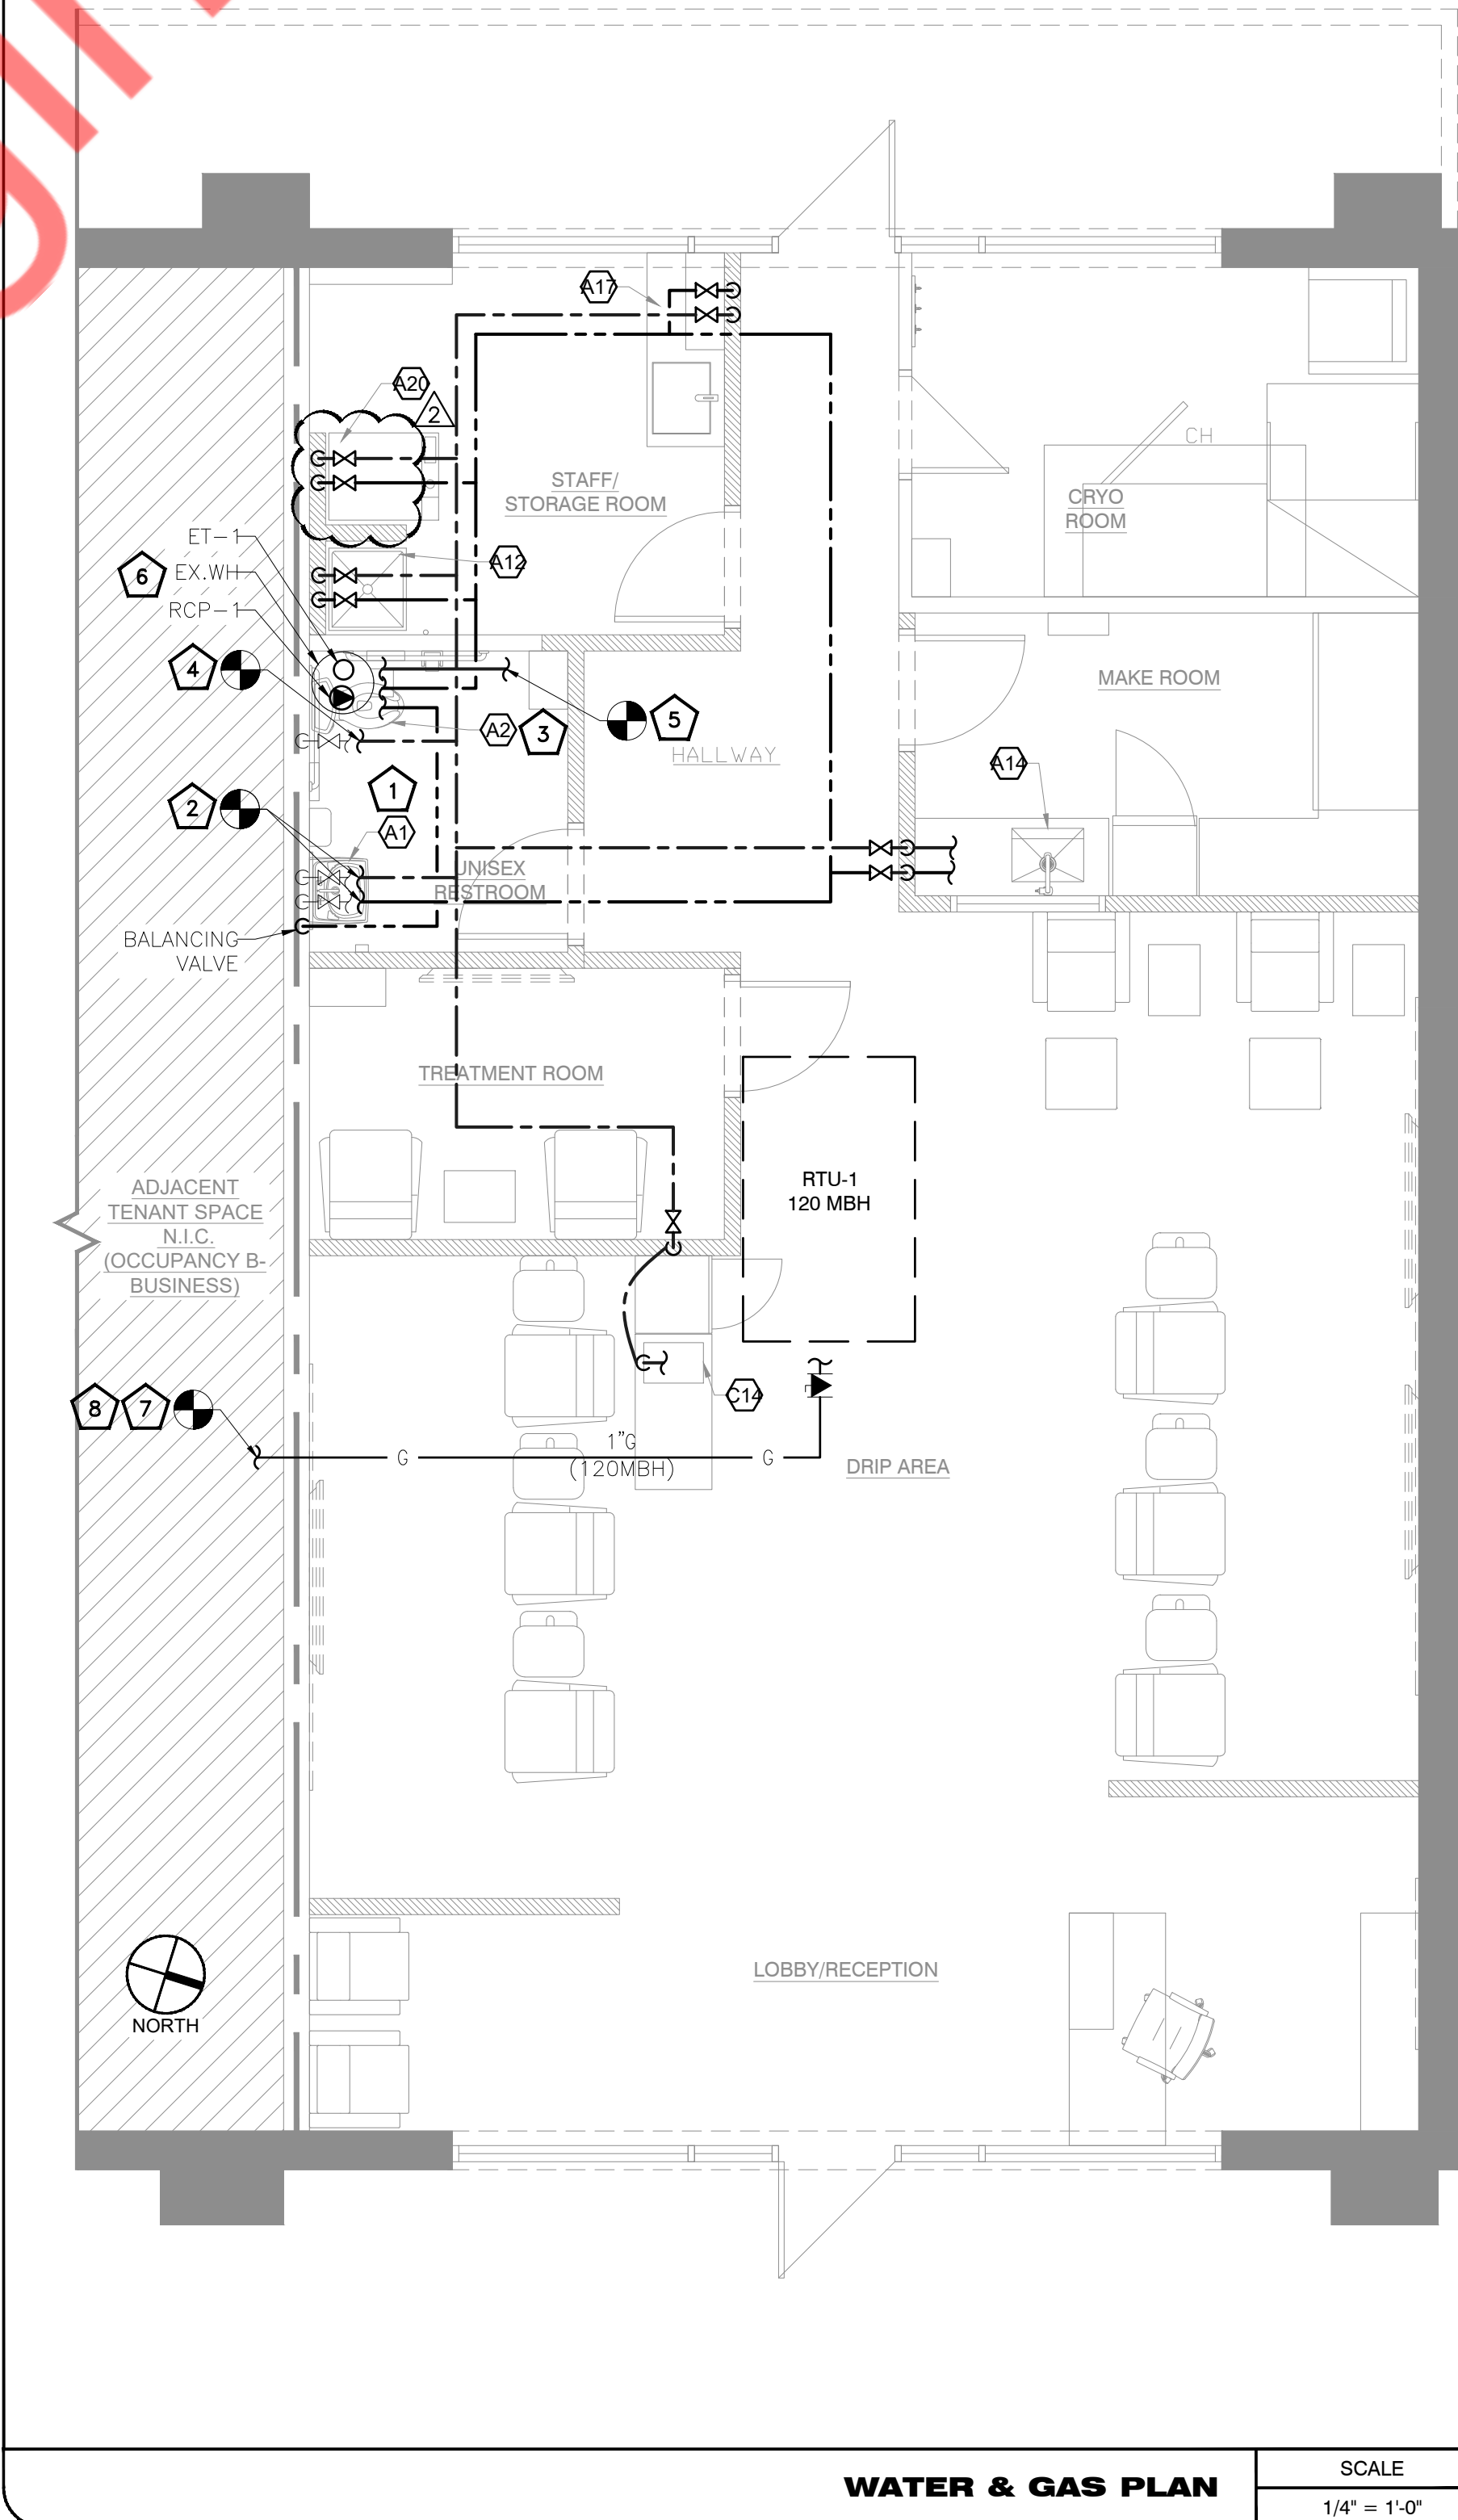 A17
A20
2
CH
STAFF/
STORAGE ROOM
CRYO
ROOM
ET-1
A12
6
EX.WH
RCP-1
4
MAKE ROOM
A2
3
5
HALLWAY
A14
1
2
A1
UNISEX
RESTROOM
BALANCING
VALVE
TREATMENT ROOM
RTU-1
120 MBH
ADJACENT
TENANT SPACE
N.I.C.
(OCCUPANCY B-
BUSINESS)
8
7
C14
1"G
(120MBH)
G
G
DRIP AREA
LOBBY/RECEPTION
NORTH
WATER & GAS PLAN
SCALE
1/4" = 1'-0"